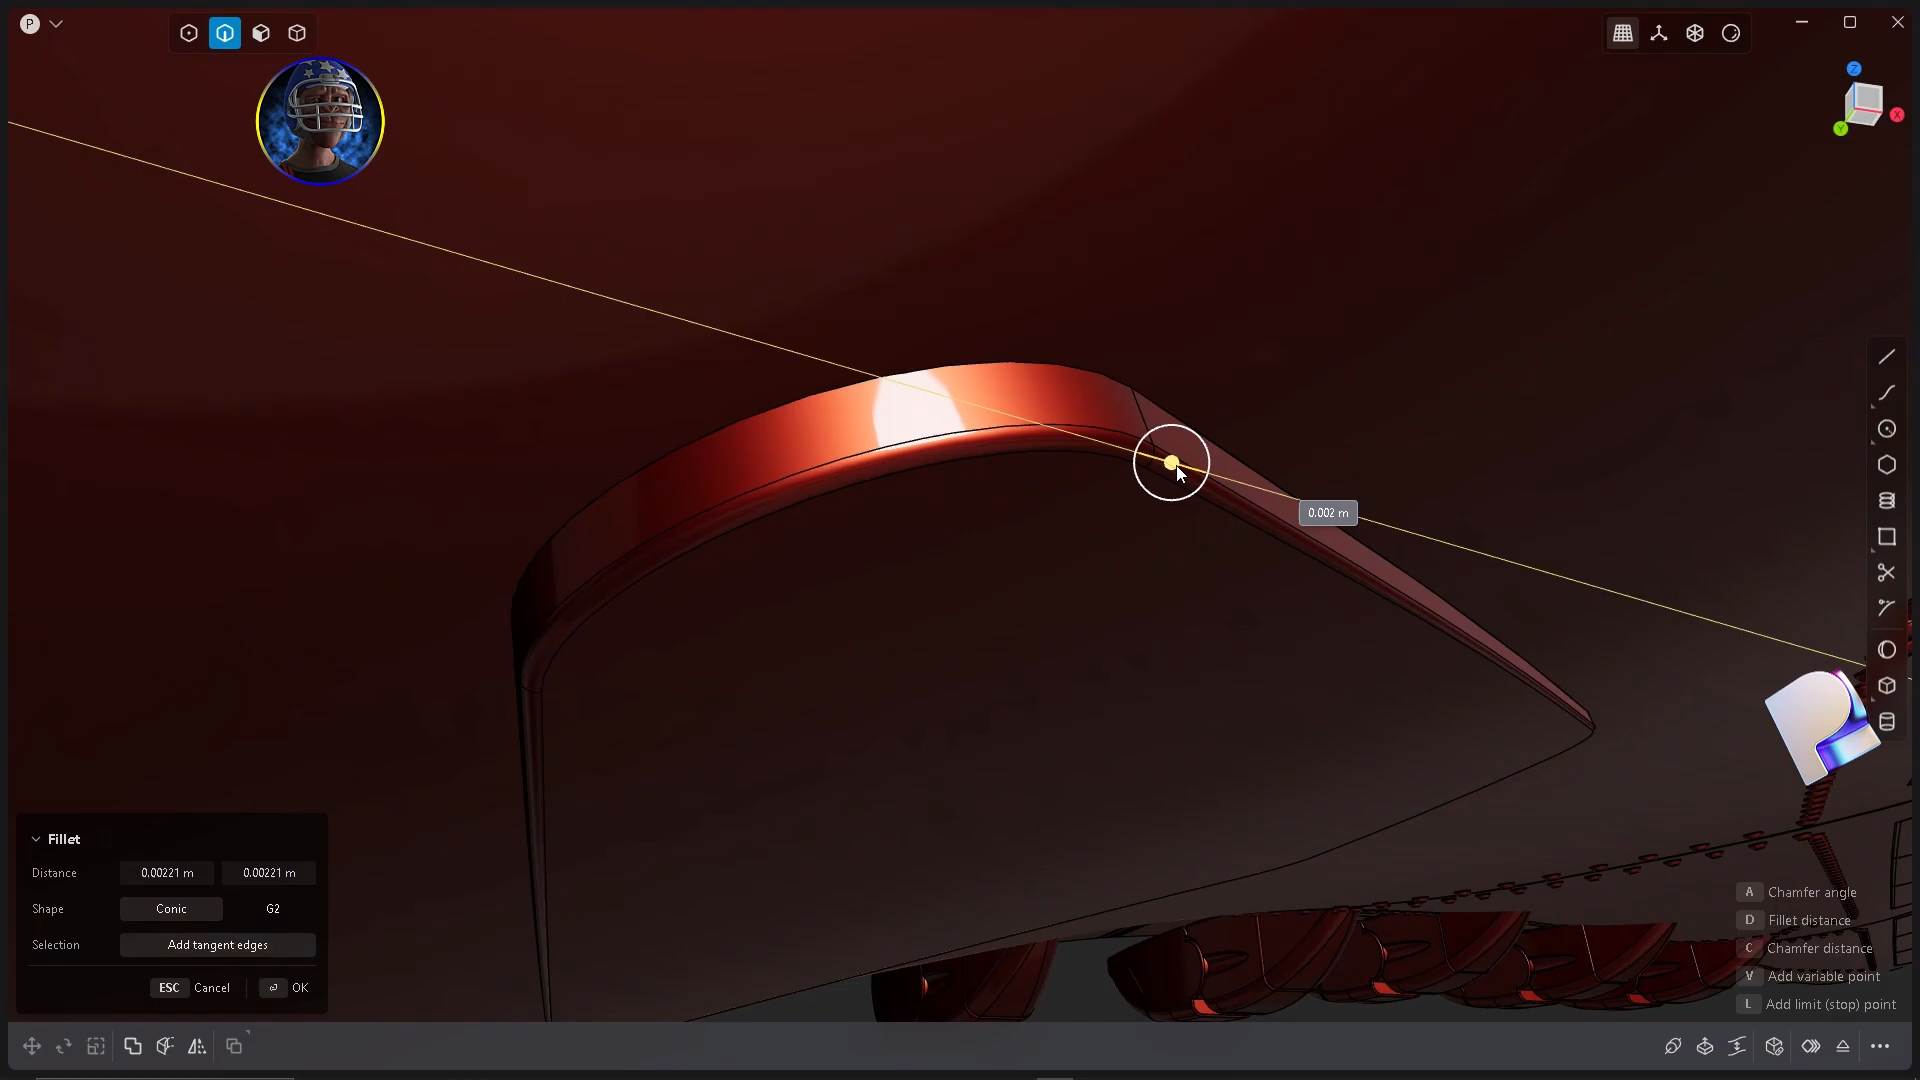 P
Z
X
Y
0.002 m
Fillet
Distance 0.00221 m 0.00221 m
Shape Conic G2
Selection Add tangent edges
ESC Cancel OK
A Chamfer angle
D Fillet distance
C Chamfer distance
V Add variable point
L Add limit (stop) point